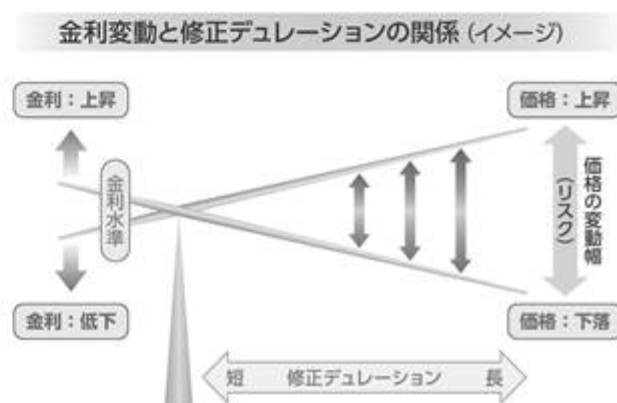 金利変動と修正デュレーションの関係(イメージ)
金利：上昇
価格：上昇
金利水準
価格の変動幅
(リスク)
金利：低下
価格：下落
短 修正デュレーション 長